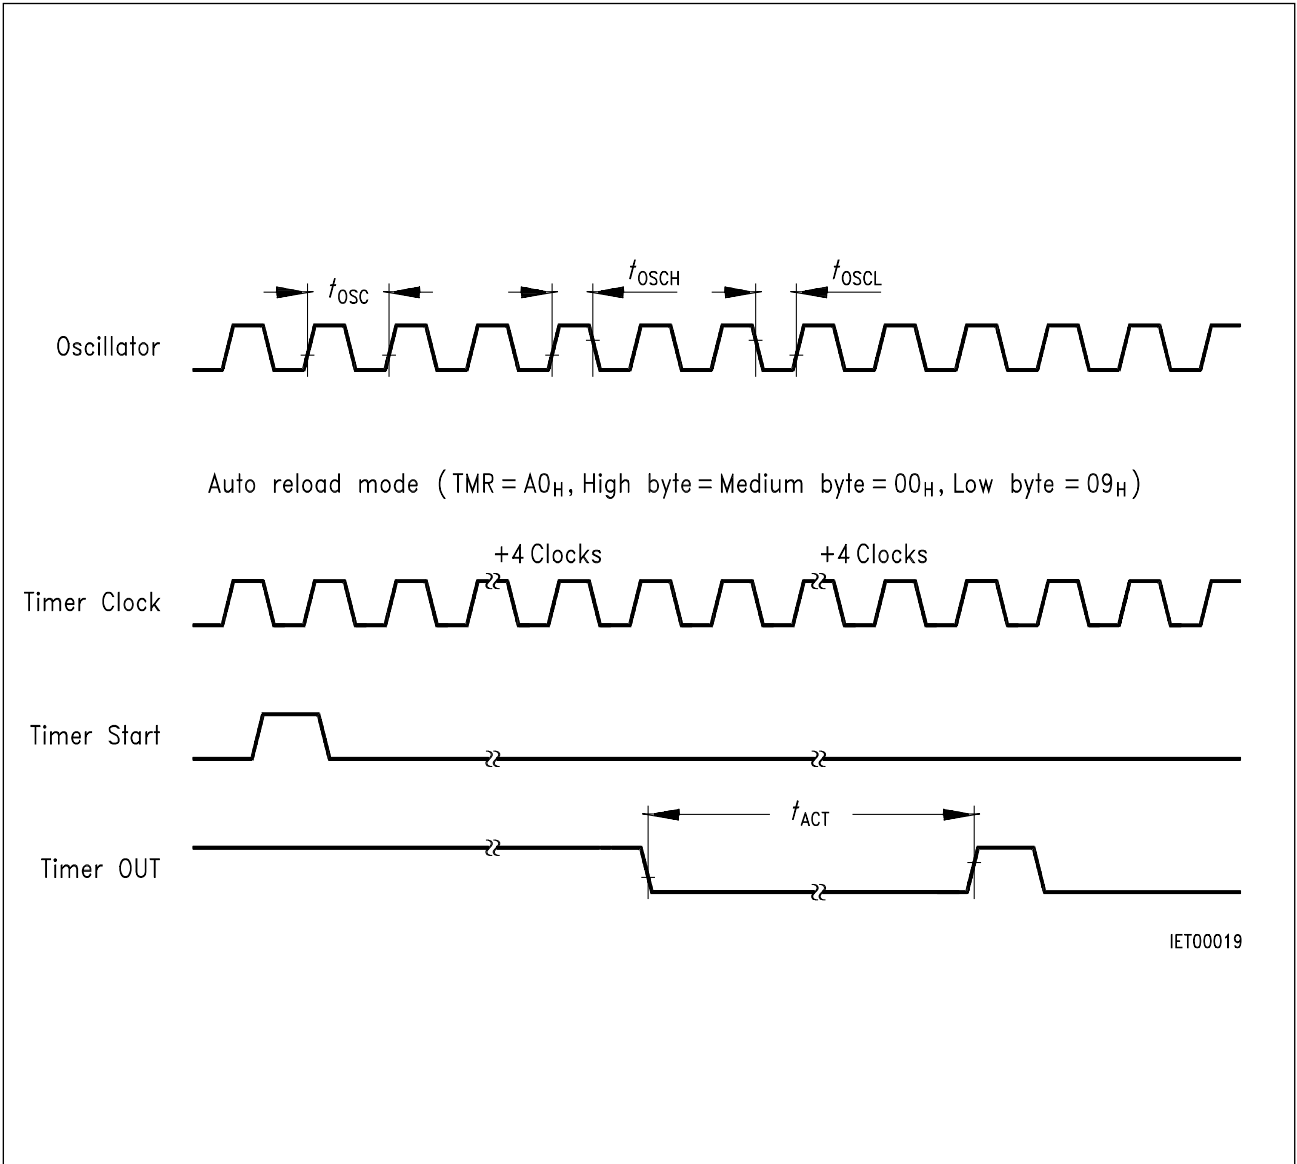 tOSC tOSCH tOSCL
Oscillator
Auto reload mode (TMR = A0H, High byte = Medium byte = 00H, Low byte = 09H)
+4 Clocks +4 Clocks
Timer Clock
Timer Start
tACT
Timer OUT
IET00019